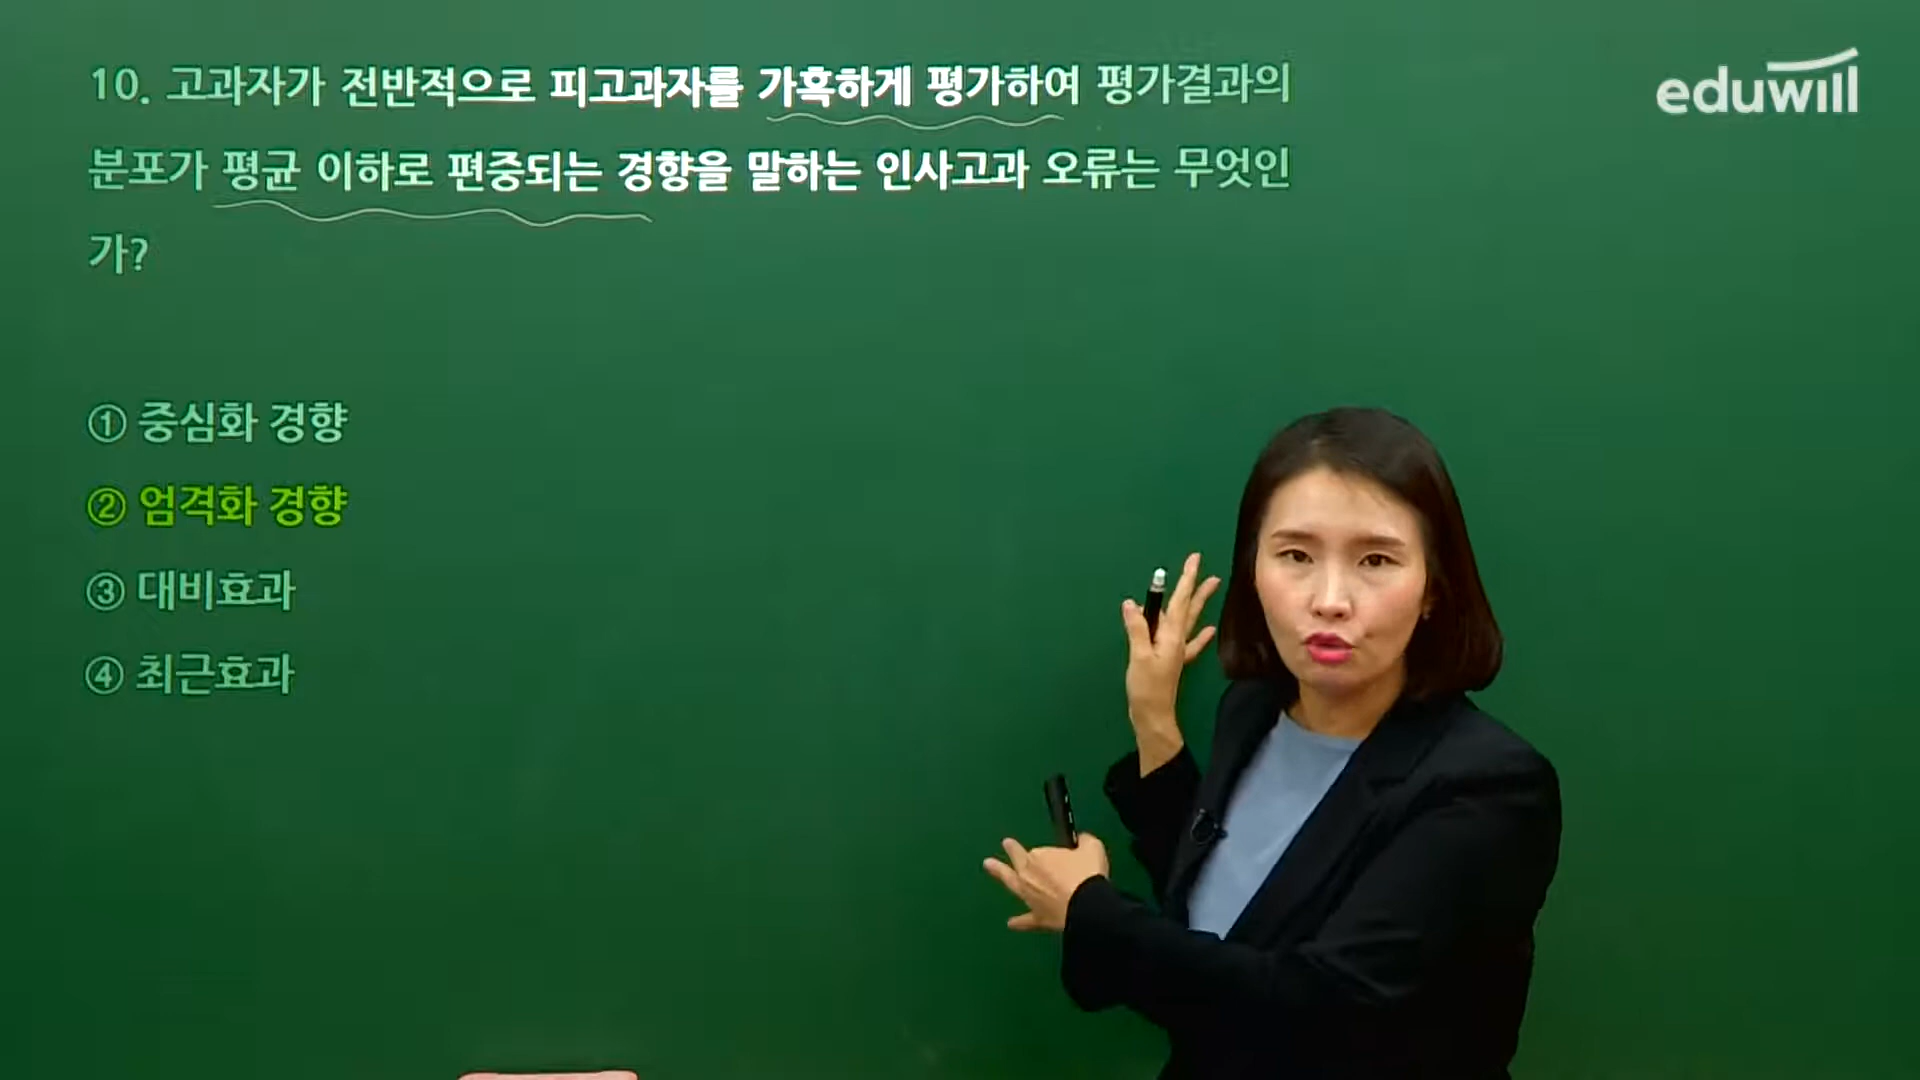 10. 고과자가 전반적으로 피고과자를 가혹하게 평가하여 평가결과의
분포가 평균 이하로 편중되는 경향을 말하는 인사고과 오류는 무엇인
가?
① 중심화 경향
② 엄격화 경향
③ 대비효과
④ 최근효과
eduwill